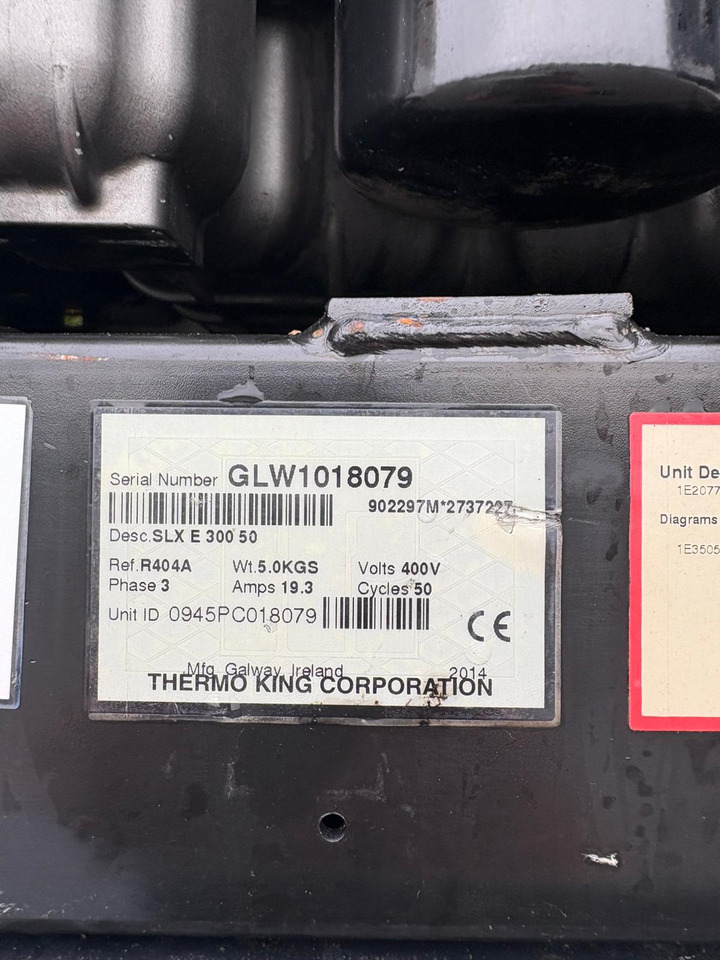 Serial Number GLW1018079
902297M*2737227
Desc.SLX E 300 50
Ref.R404A Wt.5.0KGS Volts 400V
Phase 3 Amps 19.3 Cycles 50
Unit ID 0945PC018079
CE
Mfg. Galway, Ireland 2014
THERMO KING CORPORATION
Unit De
1E2077
Diagrams
1E3505